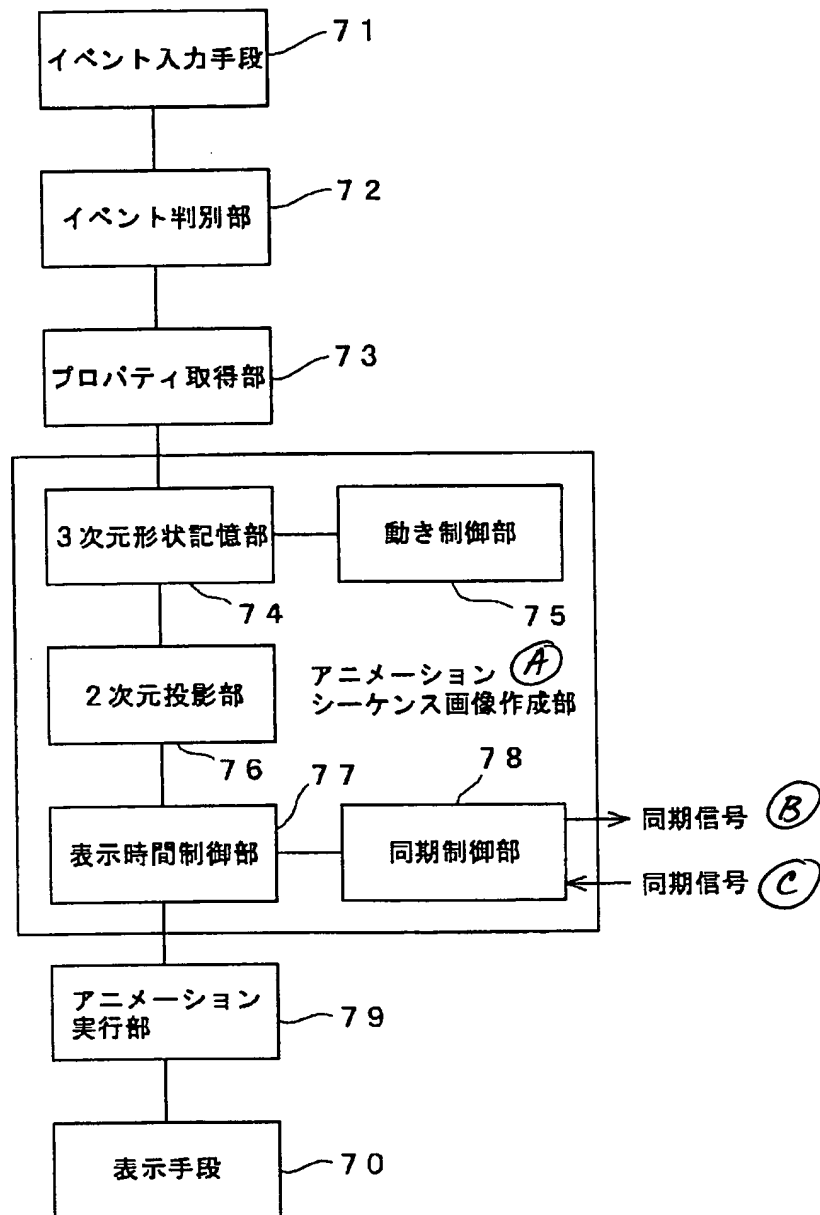 イベント入力手段
71
イベント判別部
72
プロパティ取得部
73
3次元形状記憶部
動き制御部
74
75
2次元投影部
アニメーション Ⓐ
シーケンス画像作成部
76
77
78
表示時間制御部
同期制御部
同期信号 Ⓑ
同期信号 Ⓒ
アニメーション
実行部
79
表示手段
70